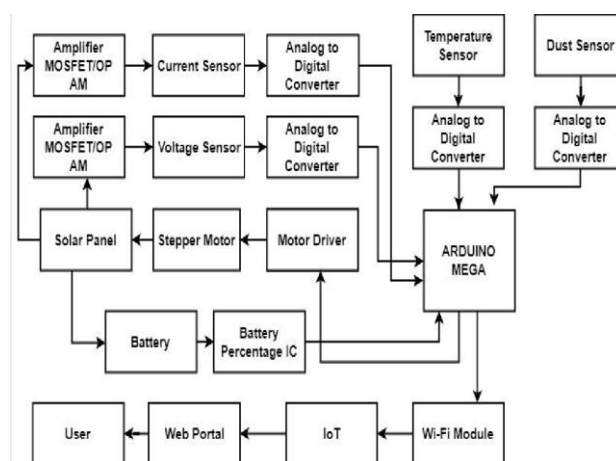 Amplifier
MOSFET/OP
AM
Current Sensor
Analog to
Digital
Converter
Temperature
Sensor
Dust Sensor
Amplifier
MOSFET/OP
AM
Voltage Sensor
Analog to
Digital
Converter
Analog to
Digital
Converter
Analog to
Digital
Converter
Solar Panel
Stepper Motor
Motor Driver
ARDUINO
MEGA
Battery
Battery
Percentage IC
User
Web Portal
IoT
Wi-Fi Module